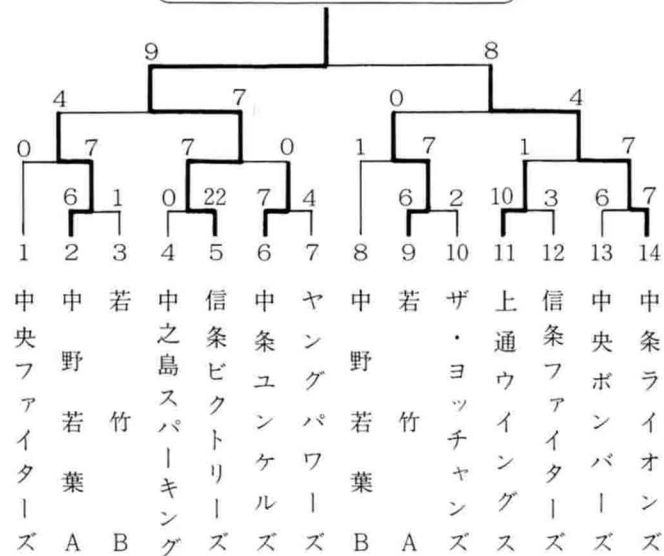 9 8
4 7 0 4
0 7 7 0 1 7 1 7
6 1 0 22 7 4 6 2 10 3 6 7
1 2 3 4 5 6 7 8 9 10 11 12 13 14
中央ファイターズ
中野若葉A
若竹B
中之島スパーキング
信条ビクトリーズ
中条ユンケルズ
ヤングパワーズ
中野若葉B
若竹A
ザ・ヨッチャンズ
上通ウイングス
信条ファイターズ
中央ボンバーズ
中条ライオンズ